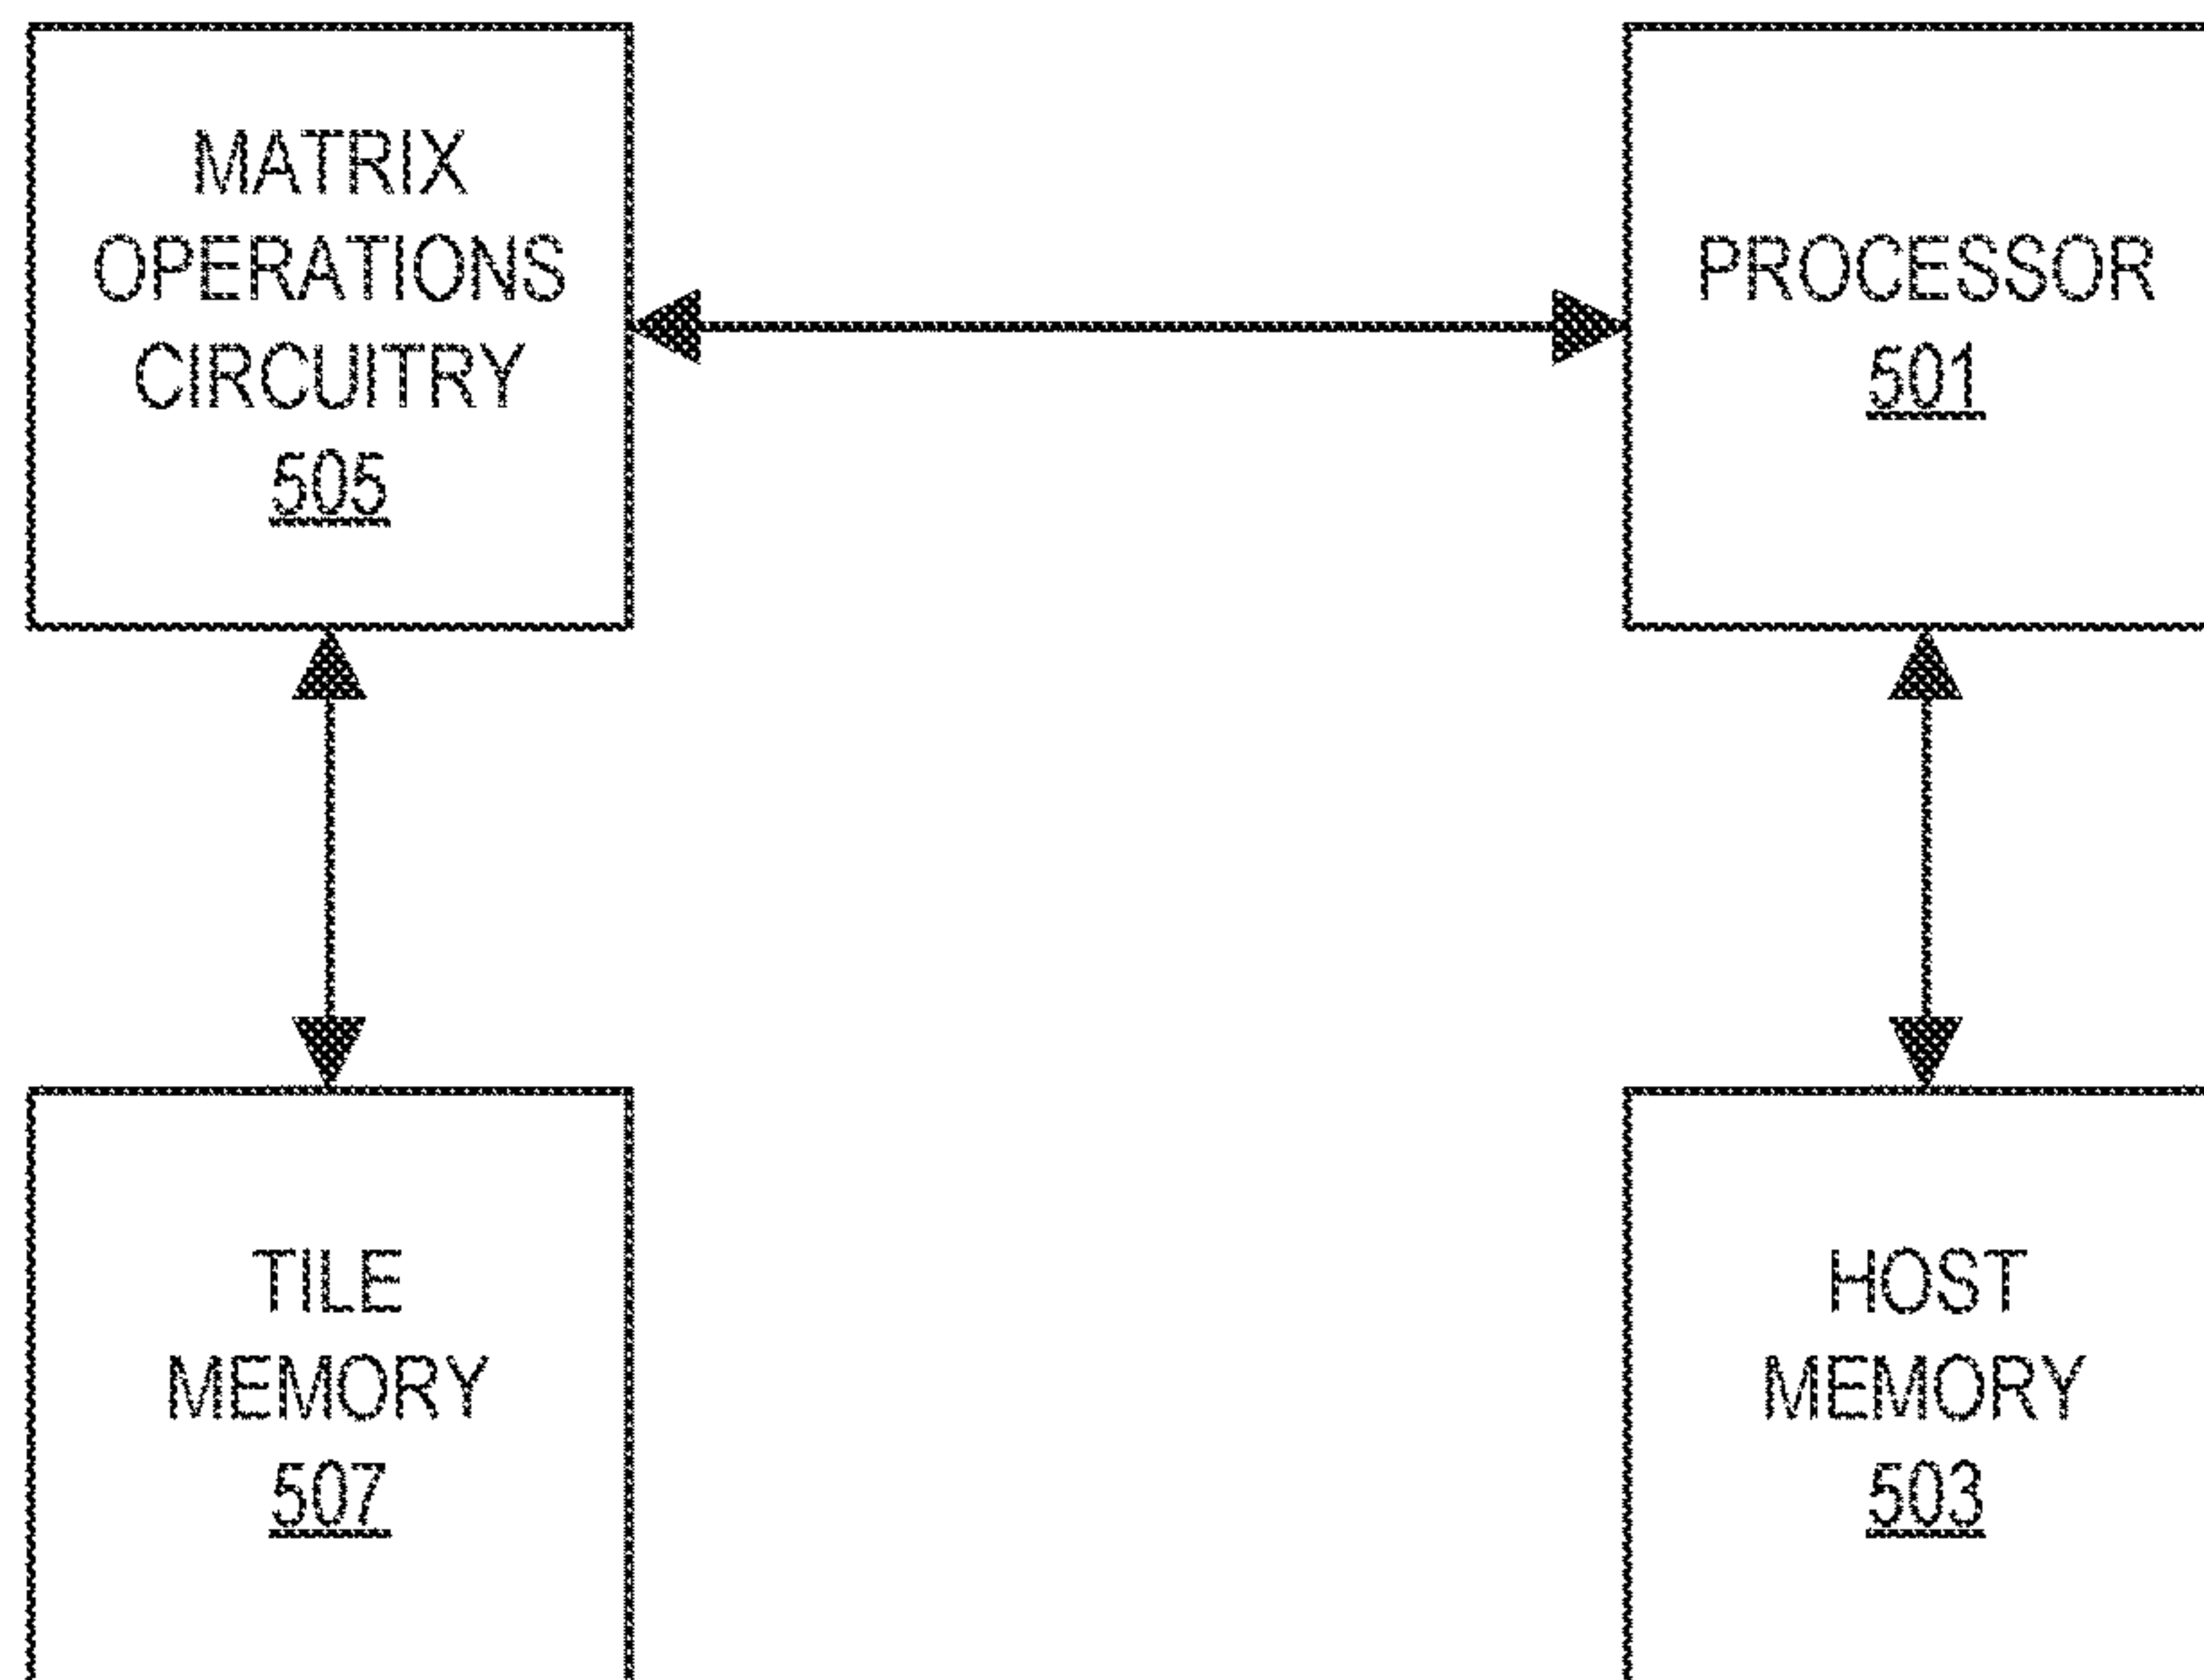 MATRIX
OPERATIONS
CIRCUITRY
505
PROCESSOR
501
TILE
MEMORY
507
HOST
MEMORY
503